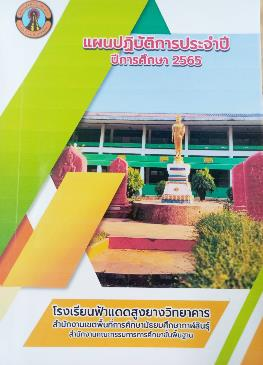 แผนปฏิบัติการประจำปี
ปีการศึกษา 2565
โรงเรียนฟ้าแดดสูงยางวิทยาคาร
สำนักงานเขตพื้นที่การศึกษามัธยมศึกษากาฬสินธุ์
สำนักงานคณะกรรมการการศึกษาขั้นพื้นฐาน